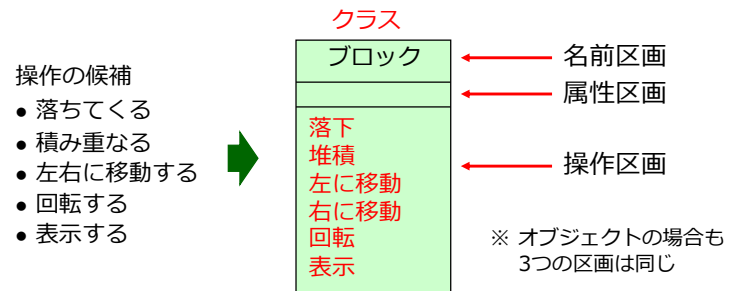 クラス
操作の候補
● 落ちてくる
● 積み重なる
● 左右に移動する
● 回転する
● 表示する
ブロック
落下
堆積
左に移動
右に移動
回転
表示
名前区画
属性区画
操作区画
※ オブジェクトの場合も
3つの区画は同じ